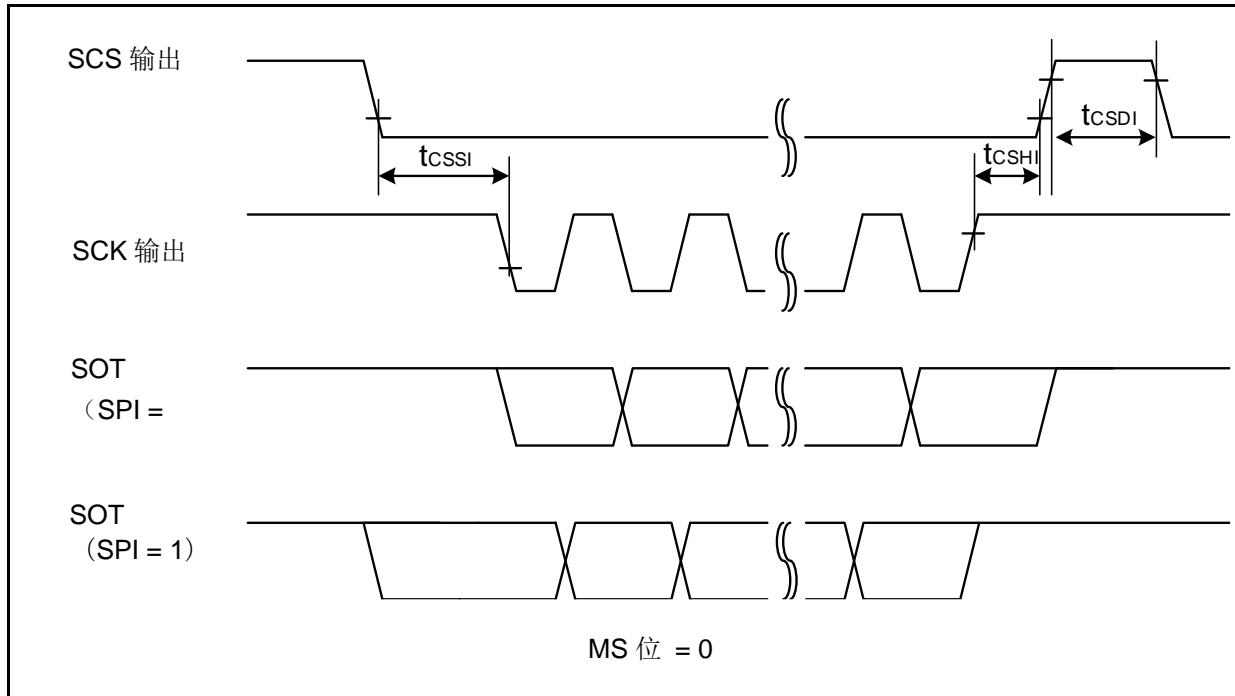 SCS 输出
tCSDI
tCSSI
tCSHI
SCK 输出
SOT
（SPI =
SOT
（SPI = 1）
MS 位 = 0